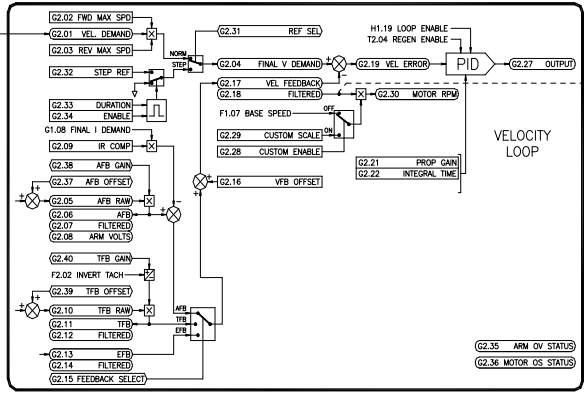 G2.02 FWD MAX SPD
G2.01 VEL. DEMAND
G2.03 REV MAX SPD
G2.32 STEP REF
G2.33 DURATION
G2.34 ENABLE
G1.08 FINAL I DEMAND
G2.09 IR COMP
G2.38 AFB GAIN
G2.37 AFB OFFSET
G2.05 AFB RAW
G2.06 AFB
G2.07 FILTERED
G2.08 ARM VOLTS
G2.40 TFB GAIN
F2.02 INVERT TACH
G2.39 TFB OFFSET
G2.10 TFB RAW
G2.11 TFB
G2.12 FILTERED
G2.13 EFB
G2.14 FILTERED
G2.15 FEEDBACK SELECT
AFB
TFB
EFB
NORM
STEP
G2.31 REF SEL
G2.04 FINAL V DEMAND
G2.17 VEL FEEDBACK
G2.18 FILTERED
F1.07 BASE SPEED
OFF
ON
G2.29 CUSTOM SCALE
G2.28 CUSTOM ENABLE
G2.16 VFB OFFSET
H1.19 LOOP ENABLE
T2.04 REGEN ENABLE
G2.19 VEL ERROR
PID
G2.27 OUTPUT
G2.30 MOTOR RPM
VELOCITY
LOOP
G2.21 PROP GAIN
G2.22 INTEGRAL TIME
G2.35 ARM OV STATUS
G2.36 MOTOR OS STATUS